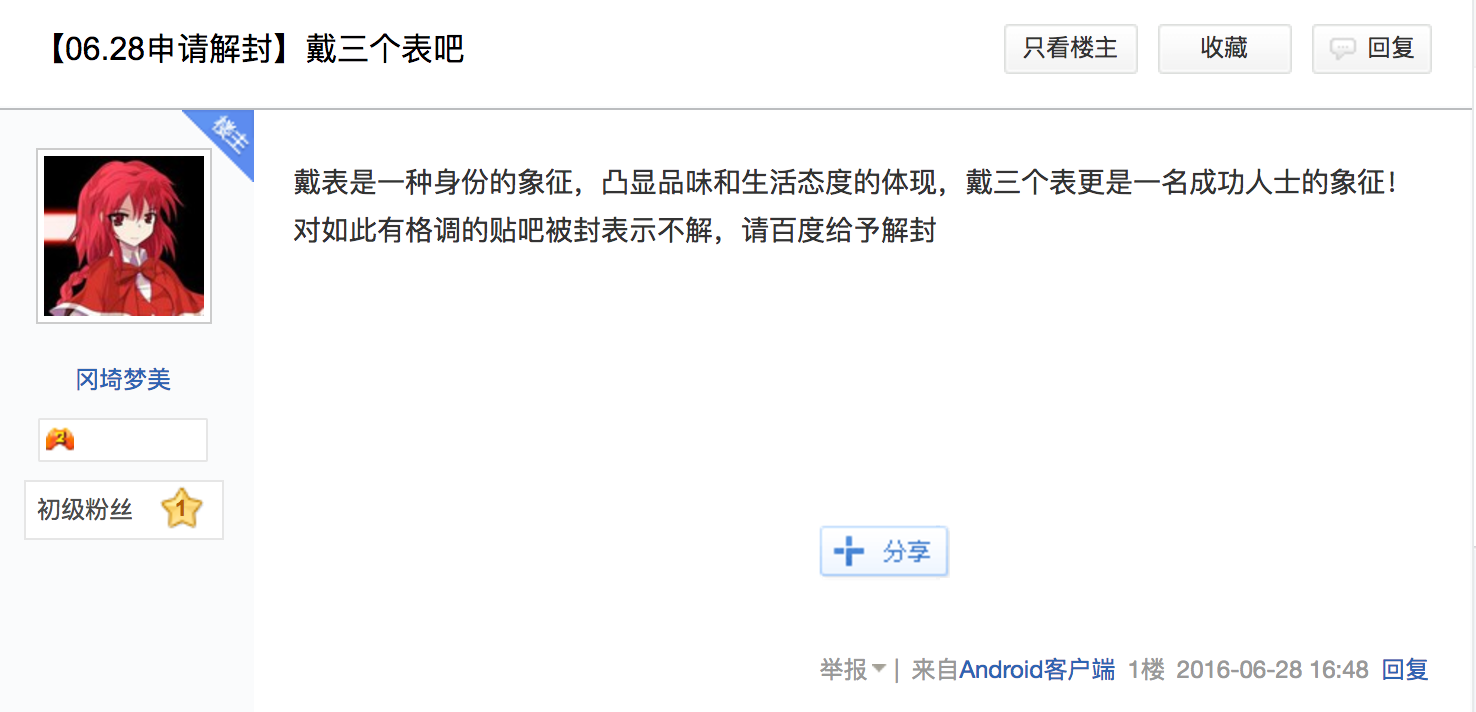 【06.28申请解封】戴三个表吧
只看楼主
收藏
回复
楼主
戴表是一种身份的象征，凸显品味和生活态度的体现，戴三个表更是一名成功人士的象征！
对如此有格调的贴吧被封表示不解，请百度给予解封
冈埼梦美
2
初级粉丝 1
分享
举报 | 来自Android客户端 1楼 2016-06-28 16:48 回复